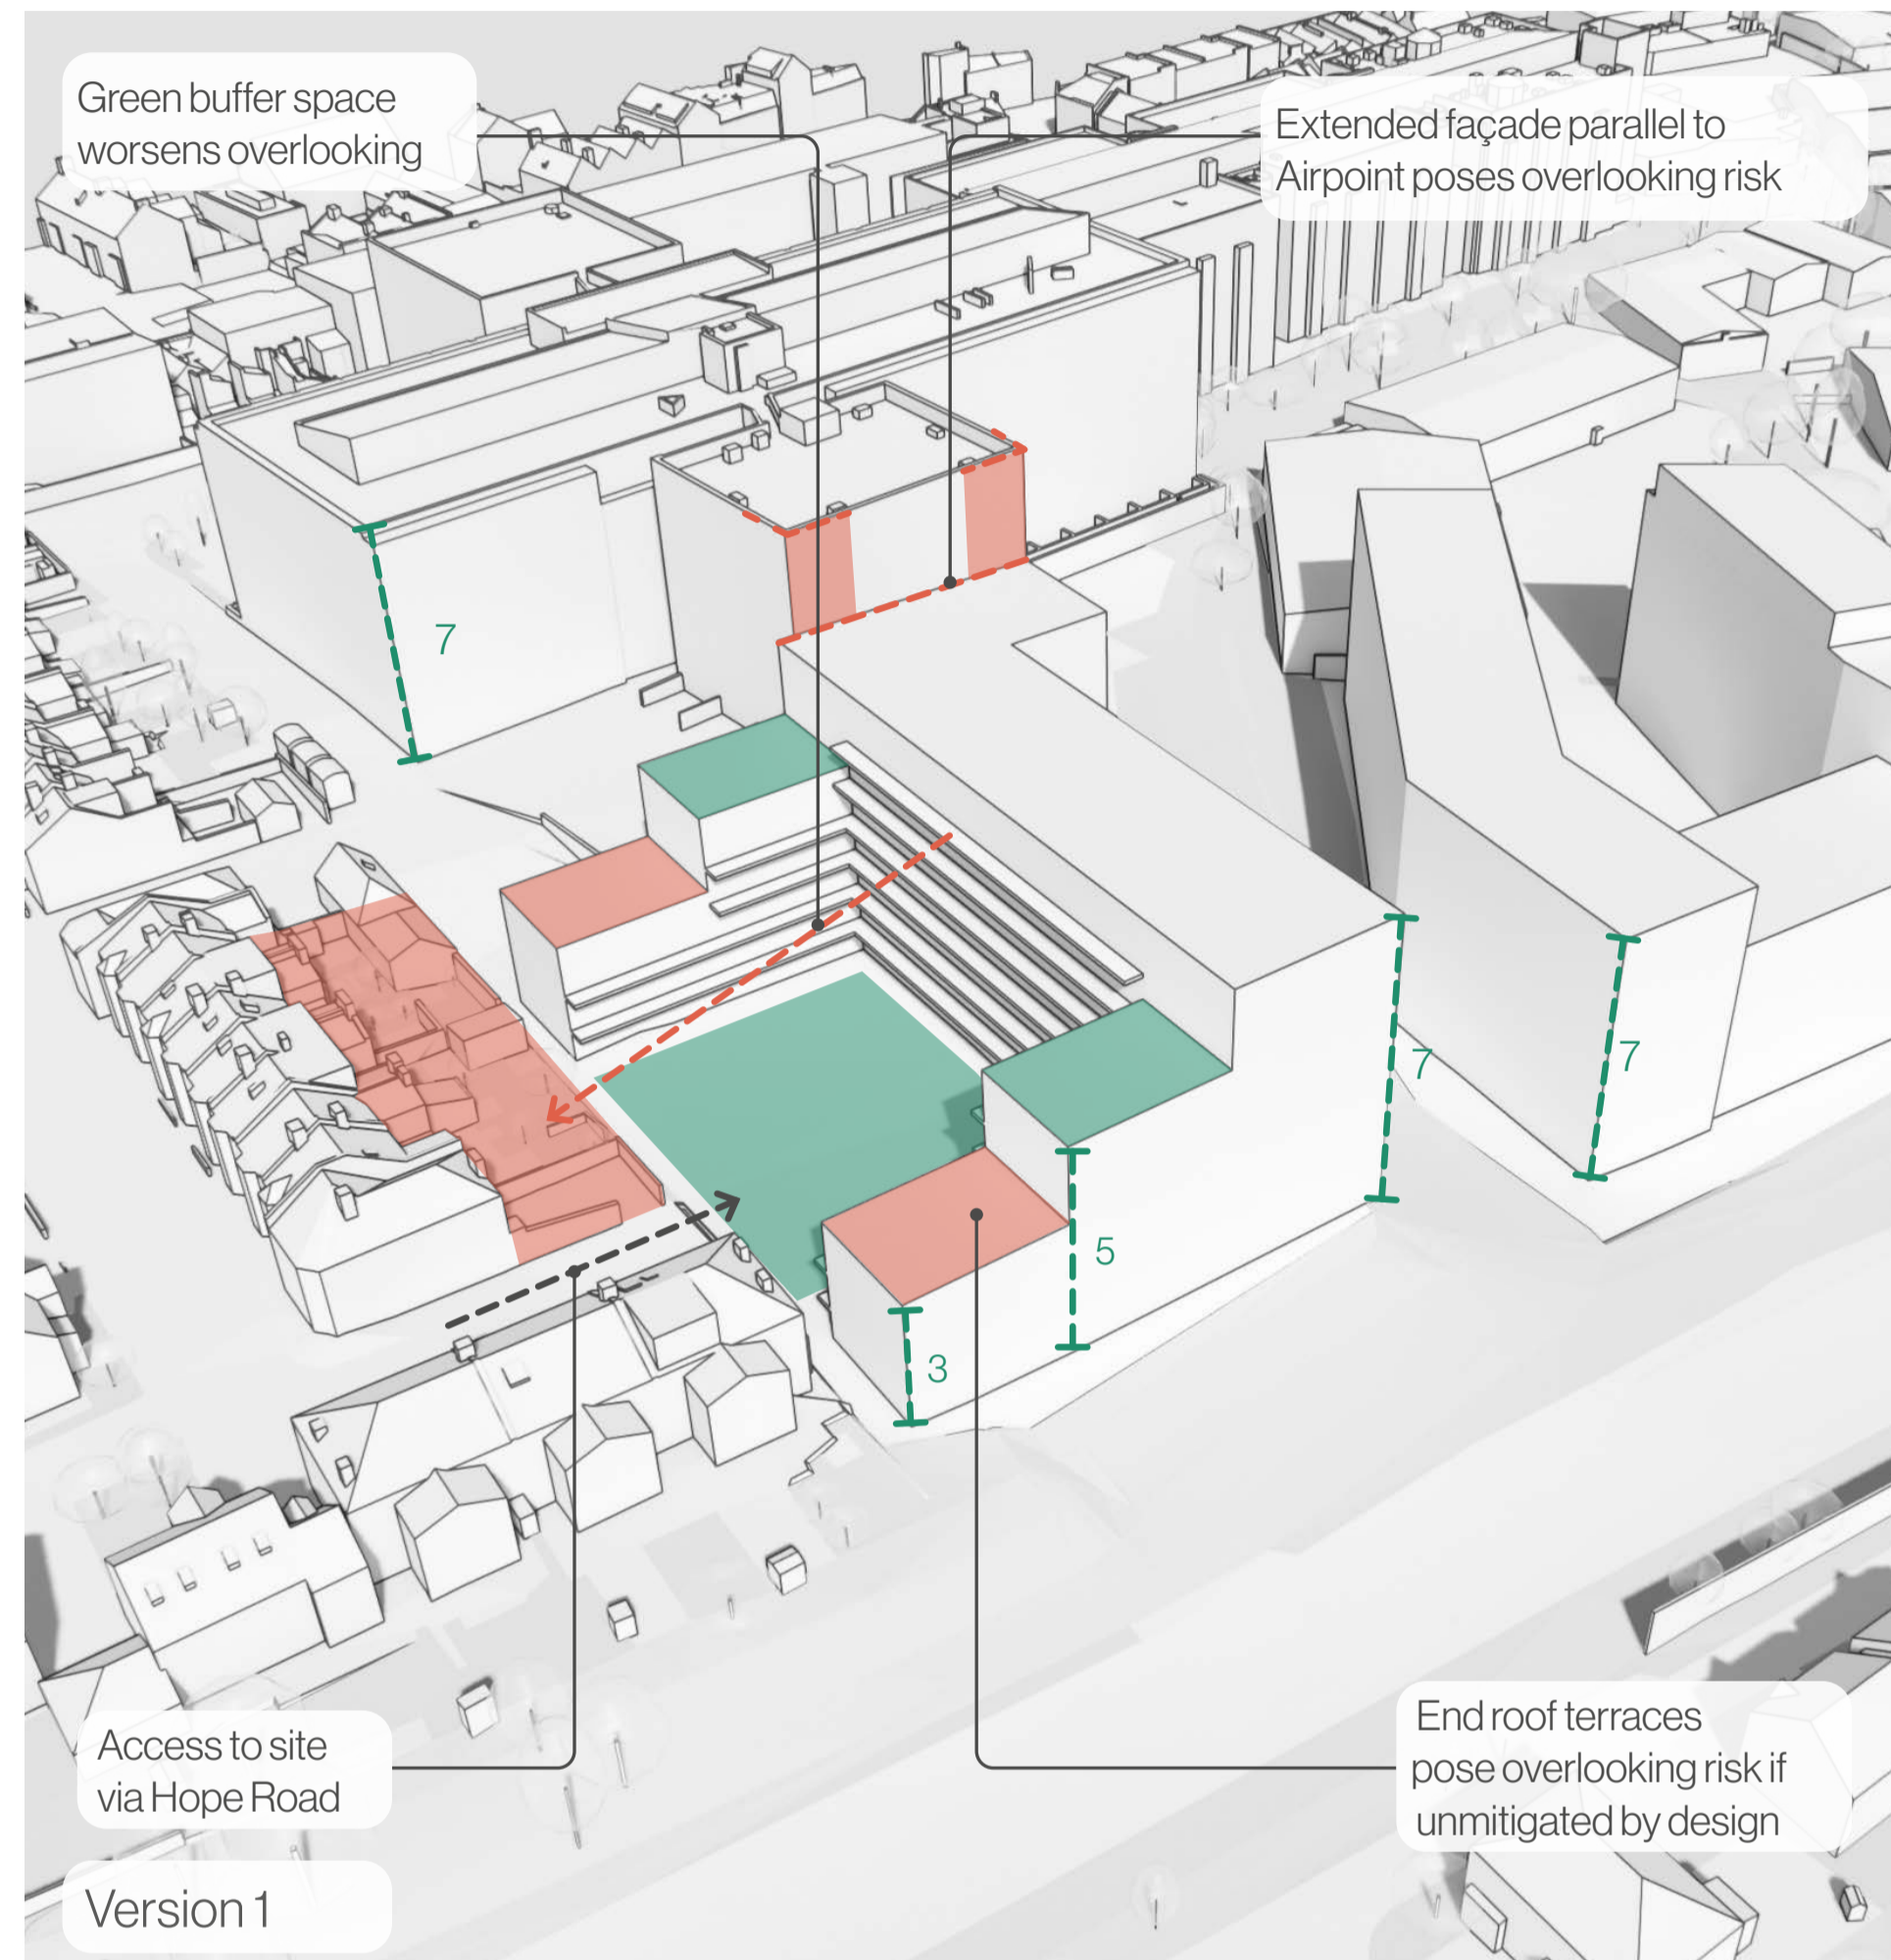 Green buffer space
worsens overlooking
Extended façade parallel to
Airpoint poses overlooking risk
7
7
7
5
3
Access to site
via Hope Road
End roof terraces
pose overlooking risk if
unmitigated by design
Version 1